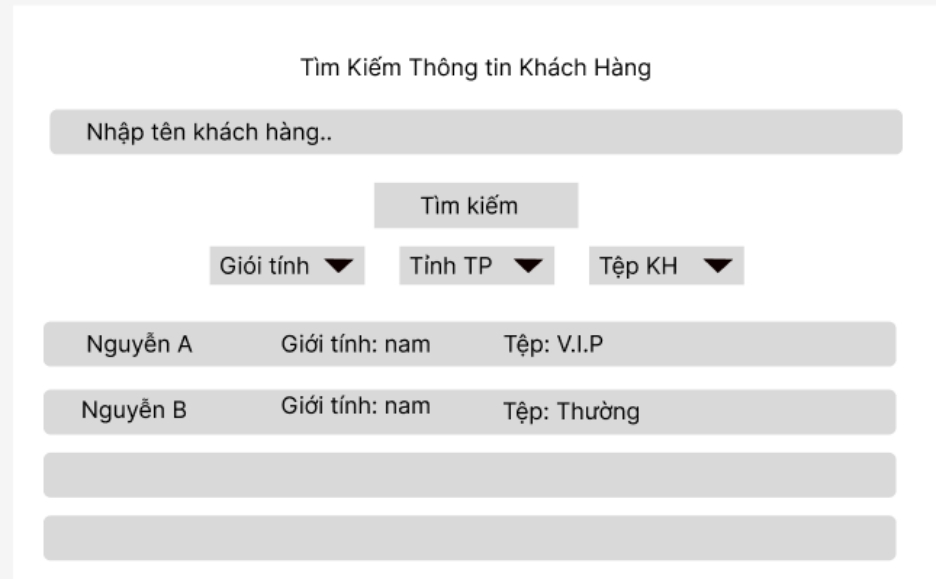 Tìm Kiếm Thông tin Khách Hàng
Nhập tên khách hàng..
Tìm kiếm
Giói tính Tỉnh TP Tệp KH
Nguyễn A Giới tính: nam Tệp: V.I.P
Nguyễn B Giới tính: nam Tệp: Thường